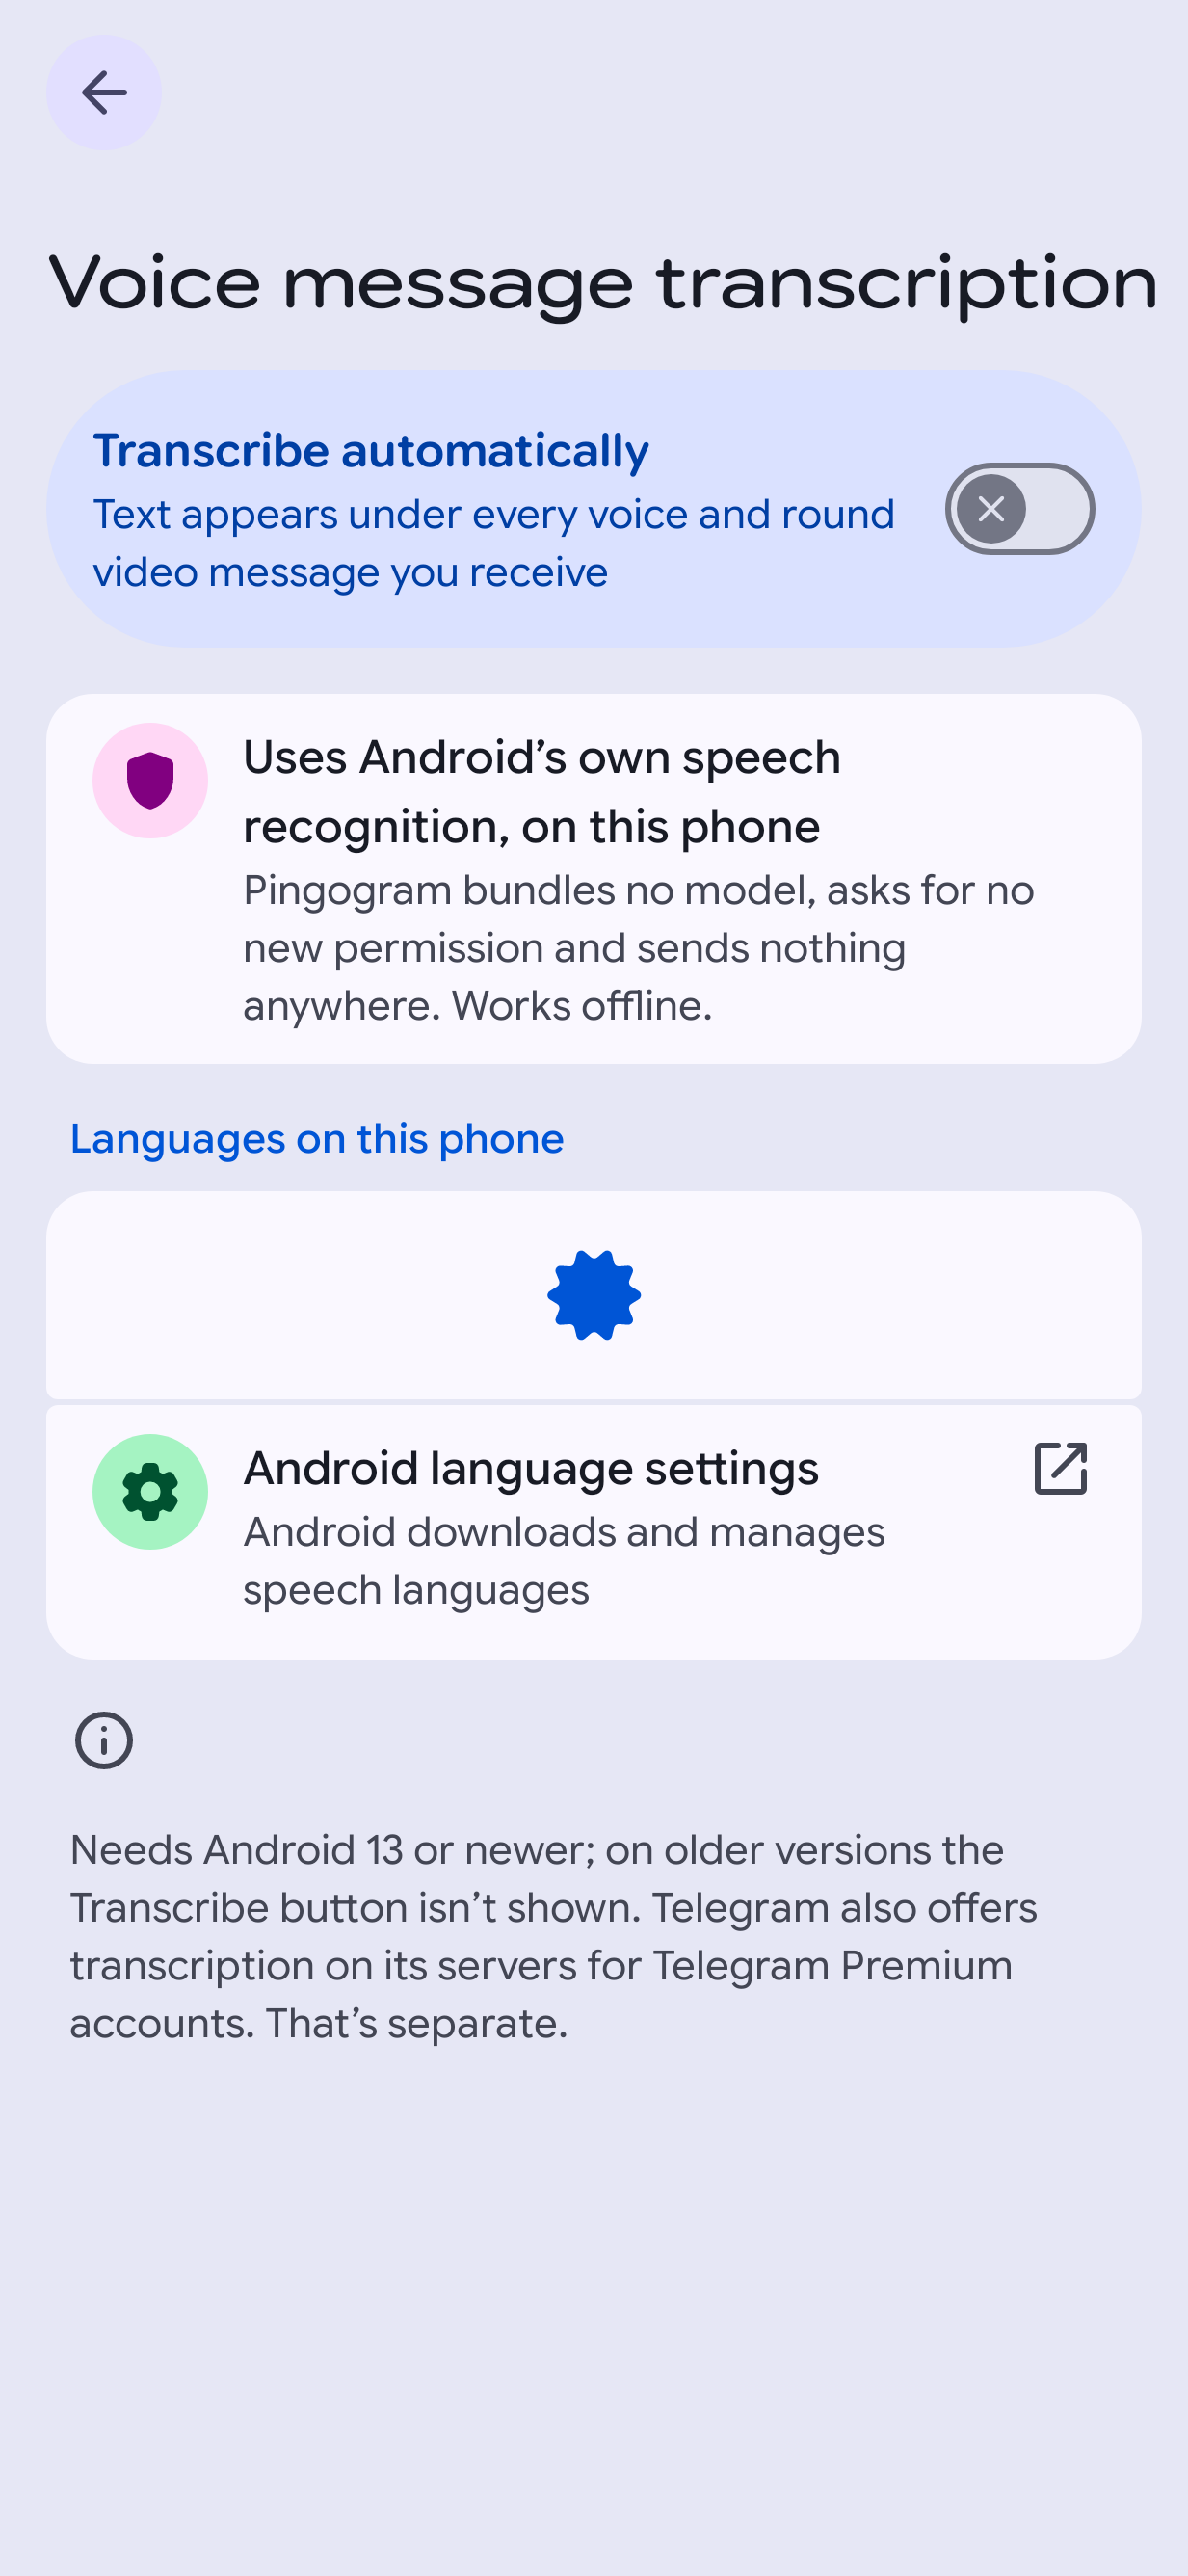 Voice message transcription
Transcribe automatically
Text appears under every voice and round
video message you receive
Uses Android’s own speech
recognition, on this phone
Pingogram bundles no model, asks for no
new permission and sends nothing
anywhere. Works offline.
Languages on this phone
Android language settings
Android downloads and manages
speech languages
Needs Android 13 or newer; on older versions the
Transcribe button isn’t shown. Telegram also offers
transcription on its servers for Telegram Premium
accounts. That’s separate.